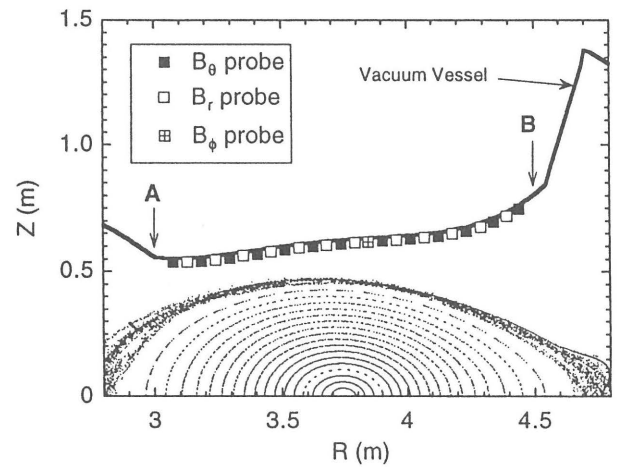 1.5
1.0
0.5
0
Z (m)
B_θ probe
B_r probe
B_ϕ probe
Vacuum Vessel
A
B
3
3.5
4
4.5
R (m)